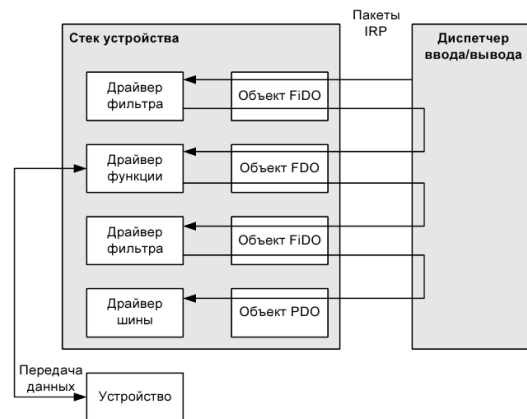 Пакеты
IRP
Стек устройства
Диспетчер
ввода/вывода
Драйвер
фильтра
Объект FiDO
Драйвер
функции
Объект FDO
Драйвер
фильтра
Объект FiDO
Драйвер
шины
Объект PDO
Передача
данных
Устройство